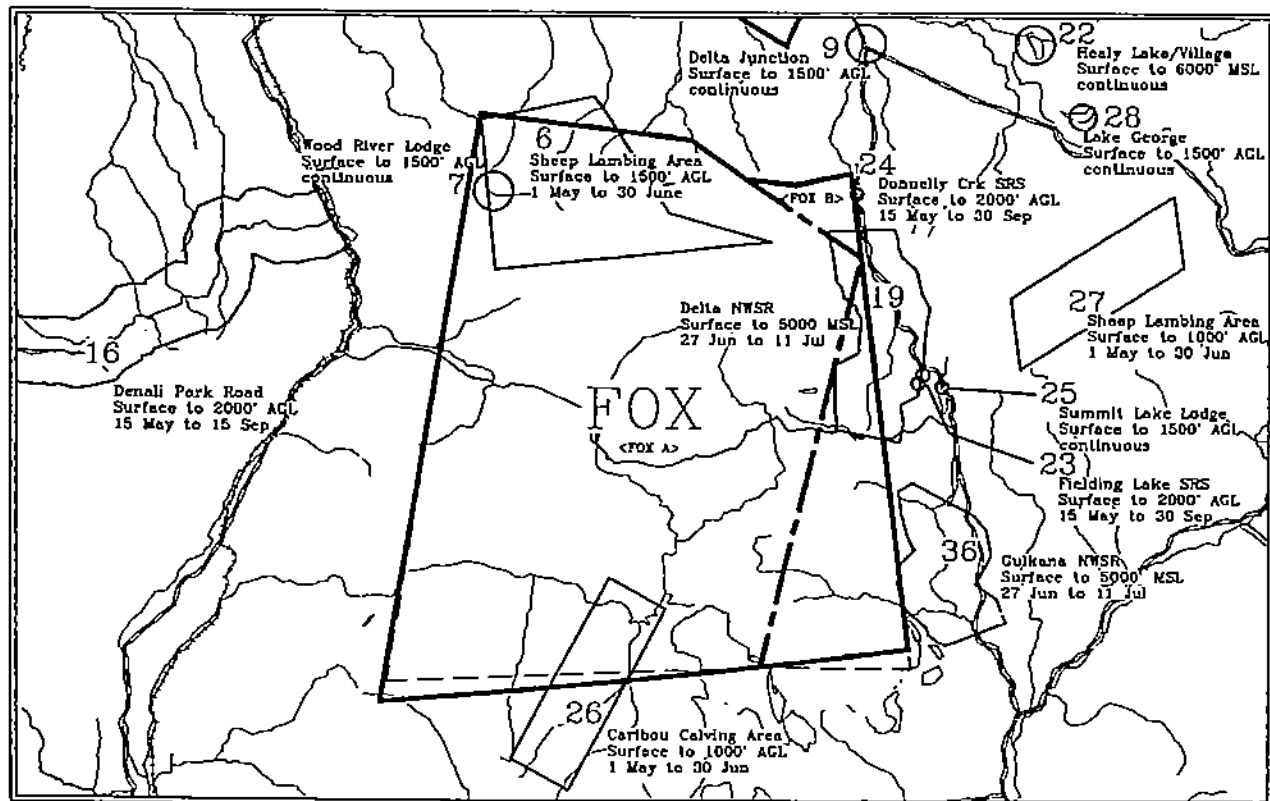 9
22
Delta Junction
Surface to 1500' AGL
continuous
Healy Lake/Village
Surface to 6000' MSL
continuous
28
Lake George
Surface to 1500' AGL
continuous
Wood River Lodge
Surface to 1500' AGL
continuous
7
6
Sheep Lambing Area
Surface to 1500' AGL
1 May to 30 June
24
<FOX B>
Donnelly Crk SRS
Surface to 2000' AGL
15 May to 30 Sep
19
Delta NWSR
Surface to 5000 MSL
27 Jun to 11 Jul
27
Sheep Lambing Area
Surface to 1000' AGL
1 May to 30 Jun
16
Denali Park Road
Surface to 2000' AGL
15 May to 15 Sep
FOX
<FOX A>
25
Summit Lake Lodge
Surface to 1500' AGL
continuous
23
Fielding Lake SRS
Surface to 2000' AGL
15 May to 30 Sep
36
Gulkana NWSR
Surface to 5000' MSL
27 Jun to 11 Jul
26
Caribou Calving Area
Surface to 1000' AGL
1 May to 30 Jun